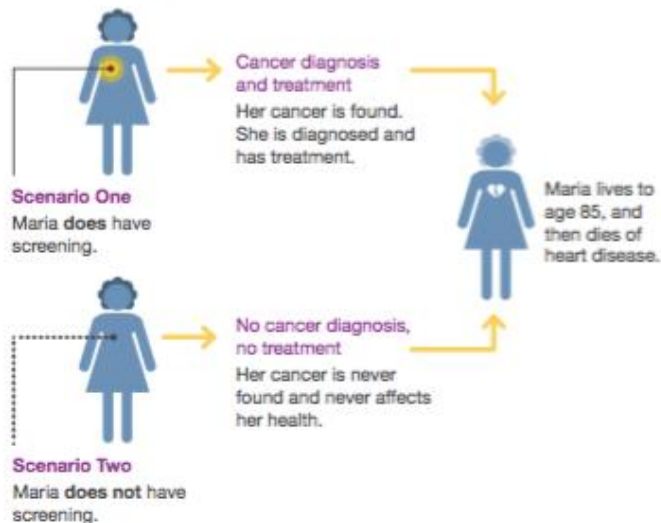 Cancer diagnosis
and treatment
Her cancer is found.
She is diagnosed and
has treatment.
Scenario One
Maria does have
screening.
Maria lives to
age 85, and
then dies of
heart disease.
No cancer diagnosis,
no treatment
Her cancer is never
found and never affects
her health.
Scenario Two
Maria does not have
screening.